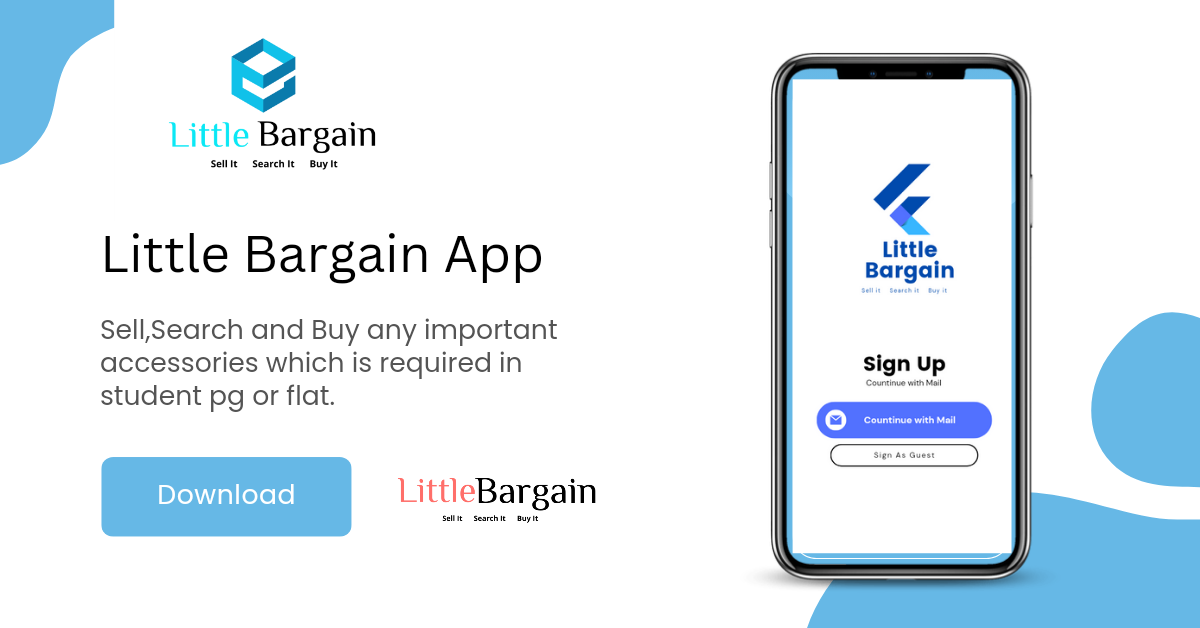 Little Bargain
Sell It Search It Buy It
Little Bargain App
Sell,Search and Buy any important
accessories which is required in
student pg or flat.
Download
LittleBargain
Sell It Search It Buy It
Little
Bargain
Sell it Search it Buy it
Sign Up
Countinue with Mail
Countinue with Mail
Sign As Guest